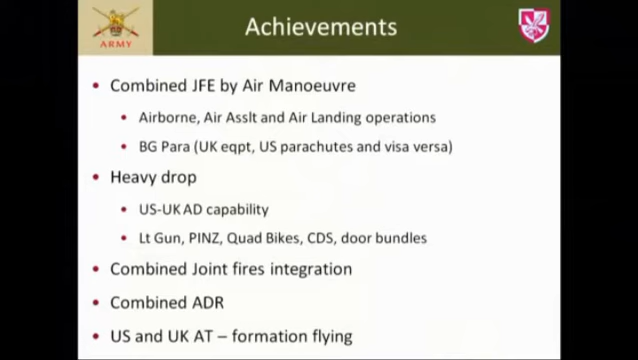 ARMY
Achievements
• Combined JFE by Air Manoeuvre
• Airborne, Air Asslt and Air Landing operations
• BG Para (UK eqpt, US parachutes and visa versa)
• Heavy drop
• US-UK AD capability
• Lt Gun, PINZ, Quad Bikes, CDS, door bundles
• Combined Joint fires integration
• Combined ADR
• US and UK AT – formation flying